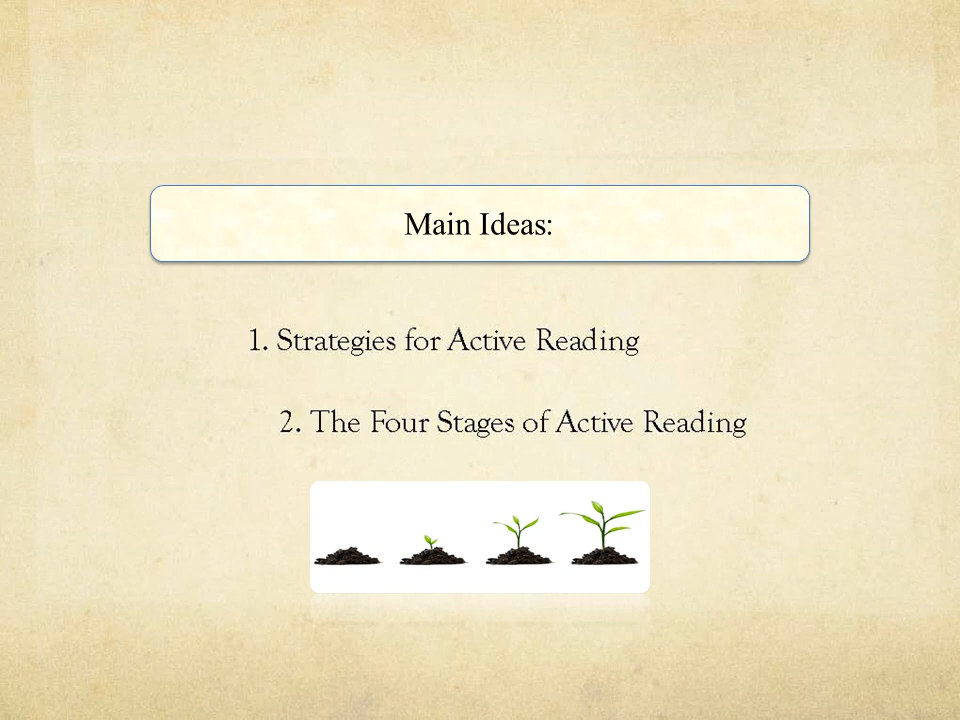 Main Ideas:
1. Strategies for Active Reading
2. The Four Stages of Active Reading